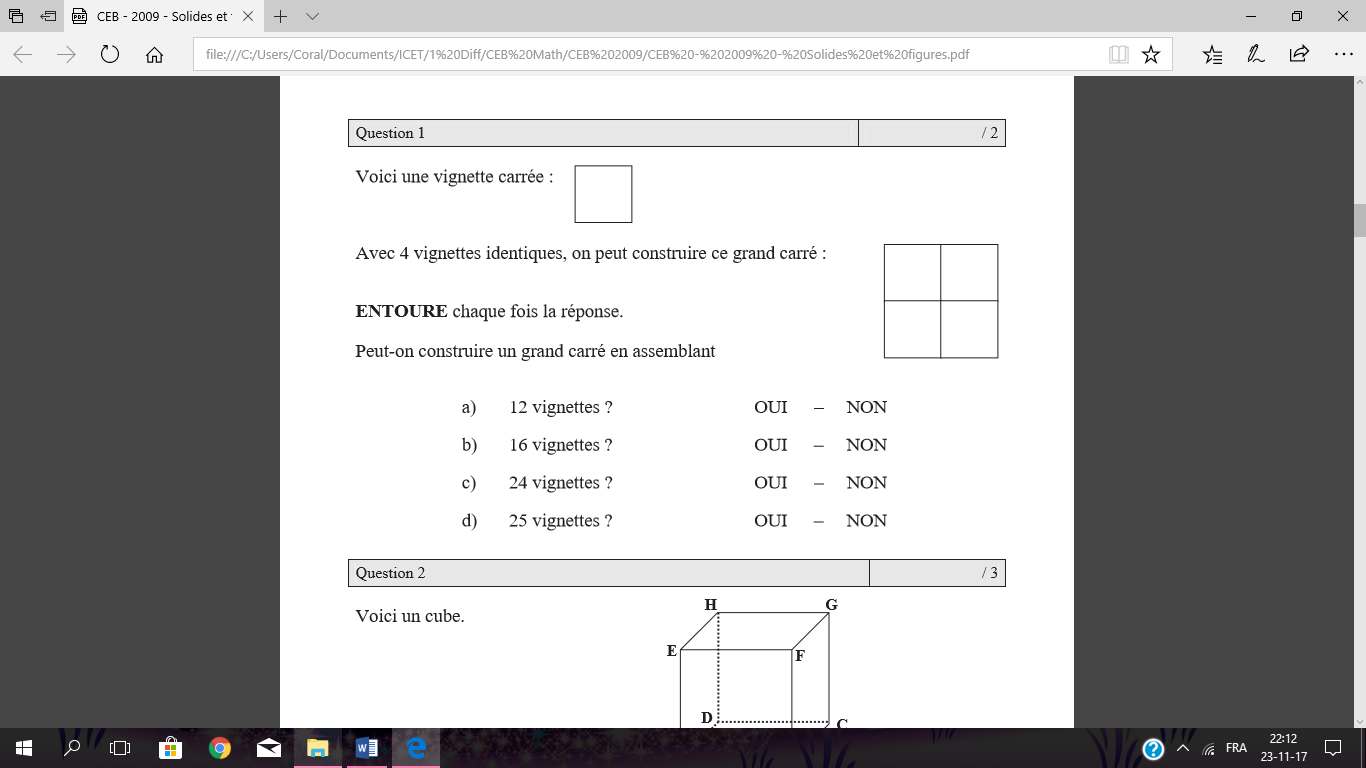 CEB - 2009 - Solides et
file:///C:/Users/Coral/Documents/ICET/1%20Diff/CEB%20Math/CEB%202009/CEB%20-%202009%20-%20Solides%20et%20figures.pdf
Question 1 / 2
Voici une vignette carrée :
Avec 4 vignettes identiques, on peut construire ce grand carré :
ENTOURE chaque fois la réponse.
Peut-on construire un grand carré en assemblant
a) 12 vignettes ? OUI – NON
b) 16 vignettes ? OUI – NON
c) 24 vignettes ? OUI – NON
d) 25 vignettes ? OUI – NON
Question 2 / 3
Voici un cube.
H G
E F
D C
FRA
22:12
23-11-17